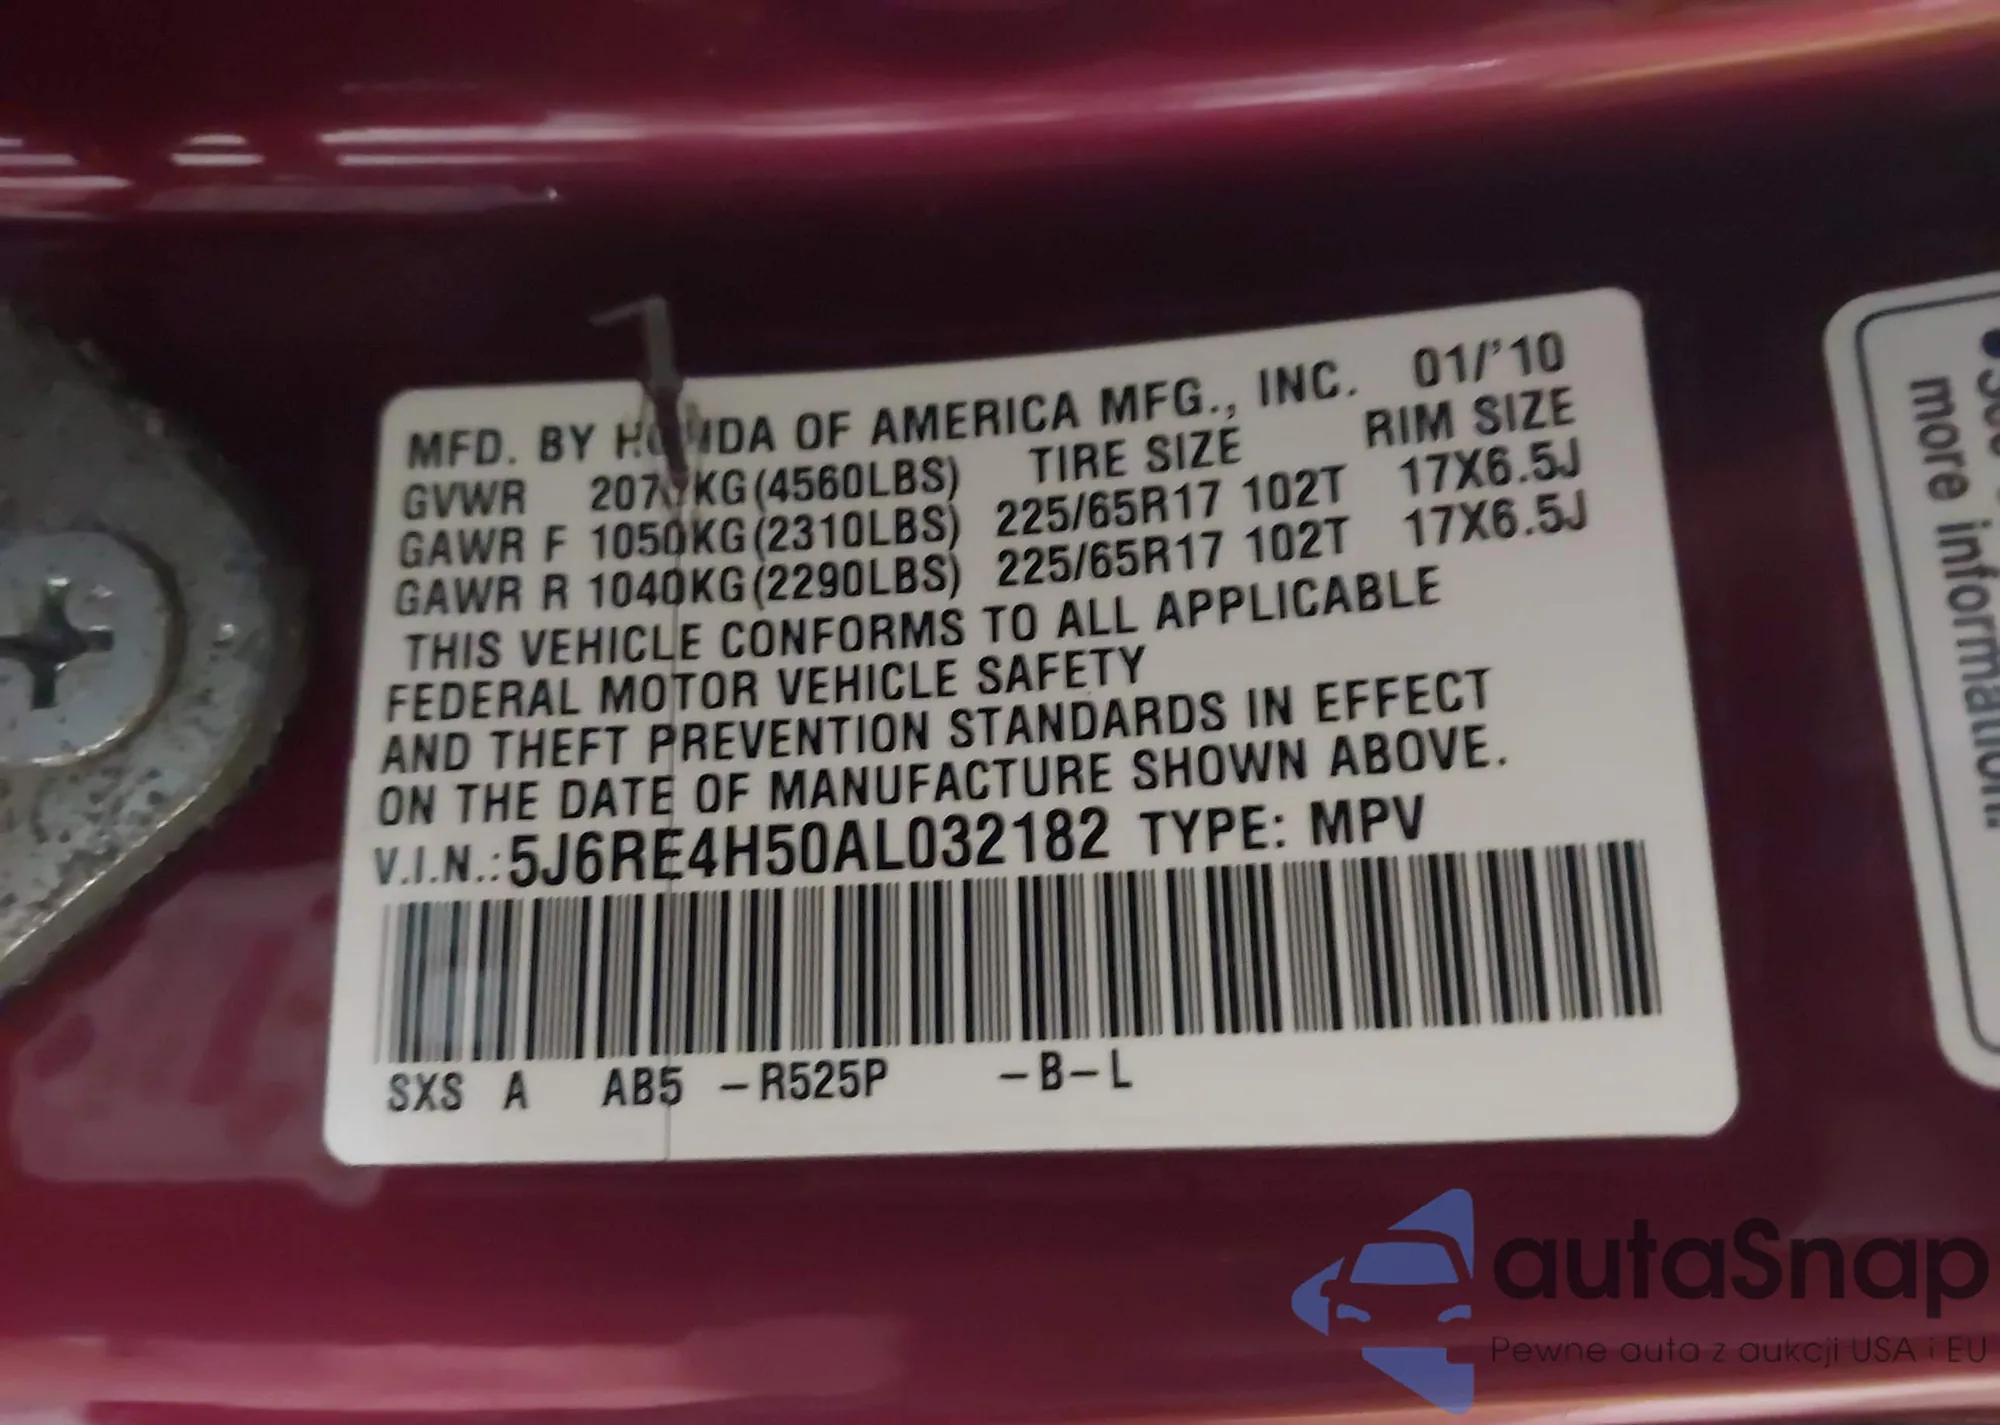 MFD. BY HONDA OF AMERICA MFG., INC. 01/'10
GVWR 207 KG(4560LBS) TIRE SIZE RIM SIZE
GAWR F 1050KG(2310LBS) 225/65R17 102T 17X6.5J
GAWR R 1040KG(2290LBS) 225/65R17 102T 17X6.5J
THIS VEHICLE CONFORMS TO ALL APPLICABLE
FEDERAL MOTOR VEHICLE SAFETY
AND THEFT PREVENTION STANDARDS IN EFFECT
ON THE DATE OF MANUFACTURE SHOWN ABOVE.
V.I.N.: 5J6RE4H50AL032182 TYPE: MPV
SXS A AB5 -R525P -B-L
more information.
autaSnap
Pewne auta z aukcji USA i EU